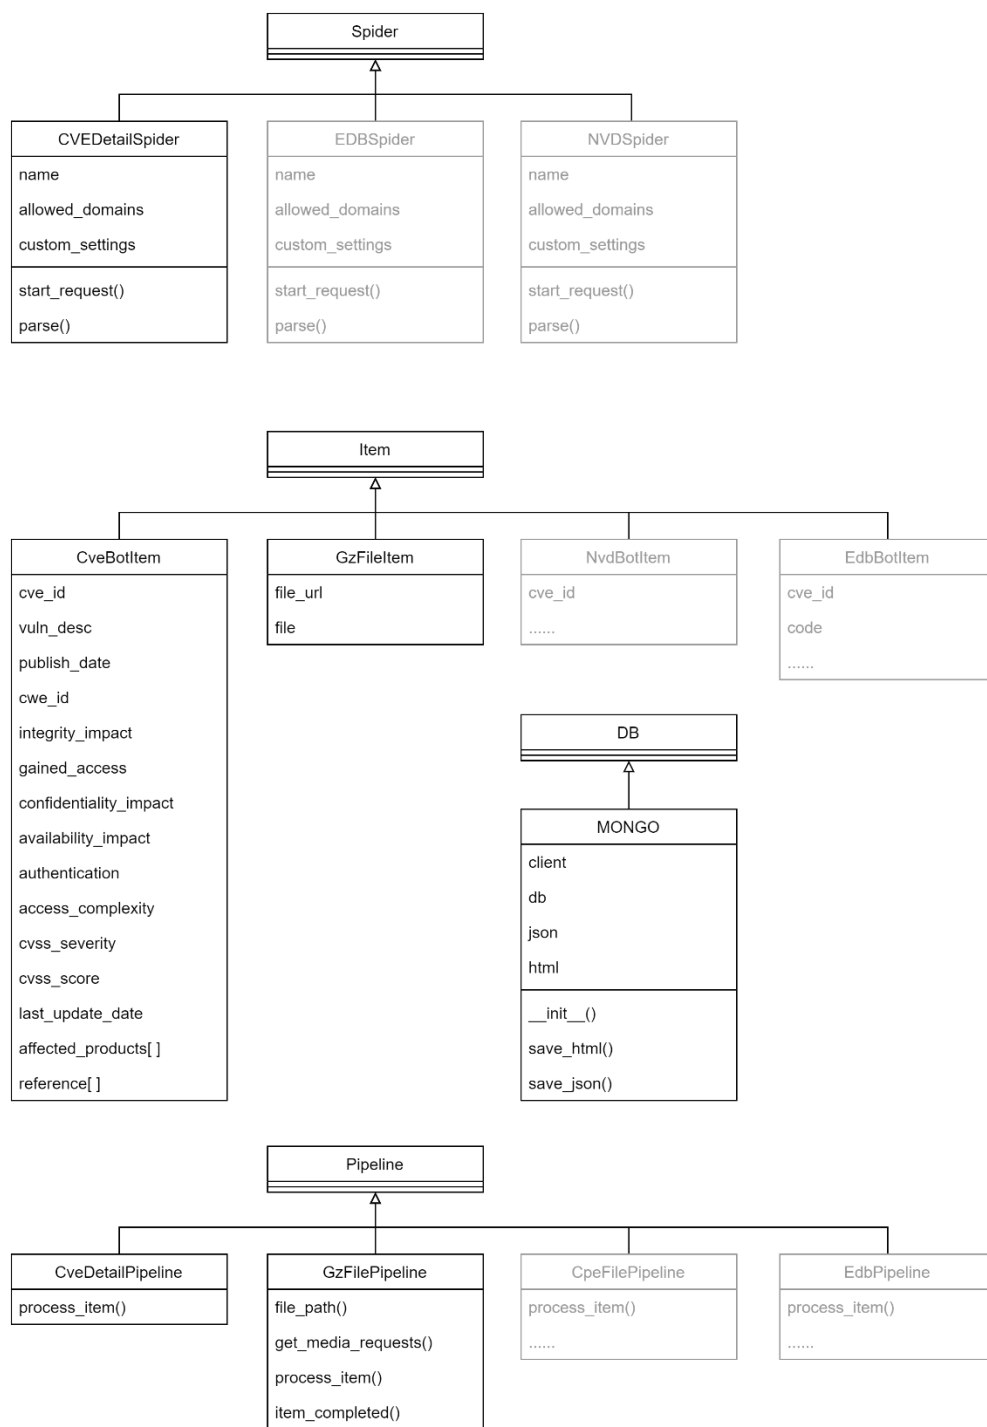 Spider
CVEDetailSpider
name
allowed_domains
custom_settings
start_request()
parse()
EDBSpider
name
allowed_domains
custom_settings
start_request()
parse()
NVDSpider
name
allowed_domains
custom_settings
start_request()
parse()
Item
CveBotItem
cve_id
vuln_desc
publish_date
cwe_id
integrity_impact
gained_access
confidentiality_impact
availability_impact
authentication
access_complexity
cvss_severity
cvss_score
last_update_date
affected_products[ ]
reference[ ]
GzFileItem
file_url
file
NvdBotItem
cve_id
......
EdbBotItem
cve_id
code
......
DB
MONGO
client
db
json
html
__init__()
save_html()
save_json()
Pipeline
CveDetailPipeline
process_item()
GzFilePipeline
file_path()
get_media_requests()
process_item()
item_completed()
CpeFilePipeline
process_item()
......
EdbPipeline
process_item()
......